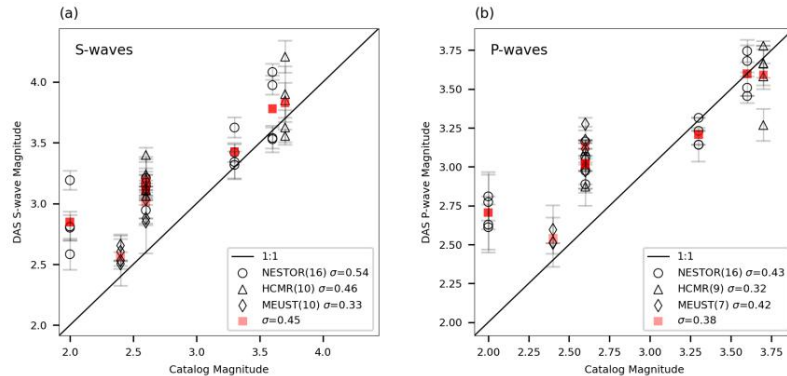 (a)
S-waves
4.0
3.5
3.0
2.5
2.0
DAS S-wave Magnitude
2.0
2.5
3.0
3.5
4.0
Catalog Magnitude
1:1
NESTOR(16) σ=0.54
HCMR(10) σ=0.46
MEUST(10) σ=0.33
σ=0.45
(b)
P-waves
3.75
3.50
3.25
3.00
2.75
2.50
2.25
2.00
DAS P-wave Magnitude
2.00
2.25
2.50
2.75
3.00
3.25
3.50
3.75
Catalog Magnitude
1:1
NESTOR(16) σ=0.43
HCMR(9) σ=0.32
MEUST(7) σ=0.42
σ=0.38